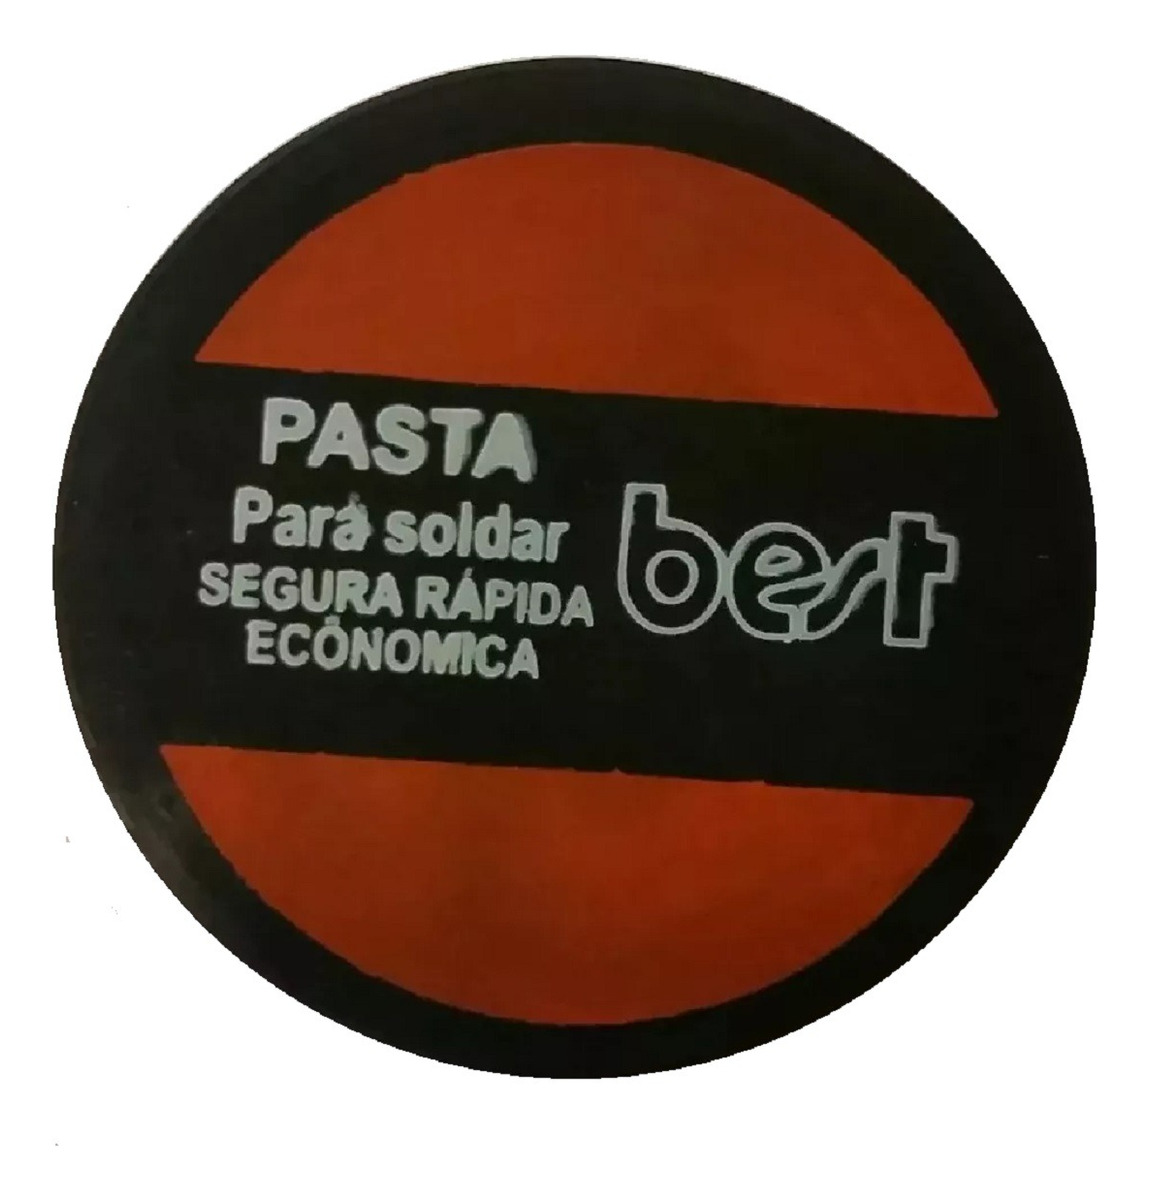 PASTA
Pará soldar
SEGURA RÁPIDA
ECÓNOMICA
best